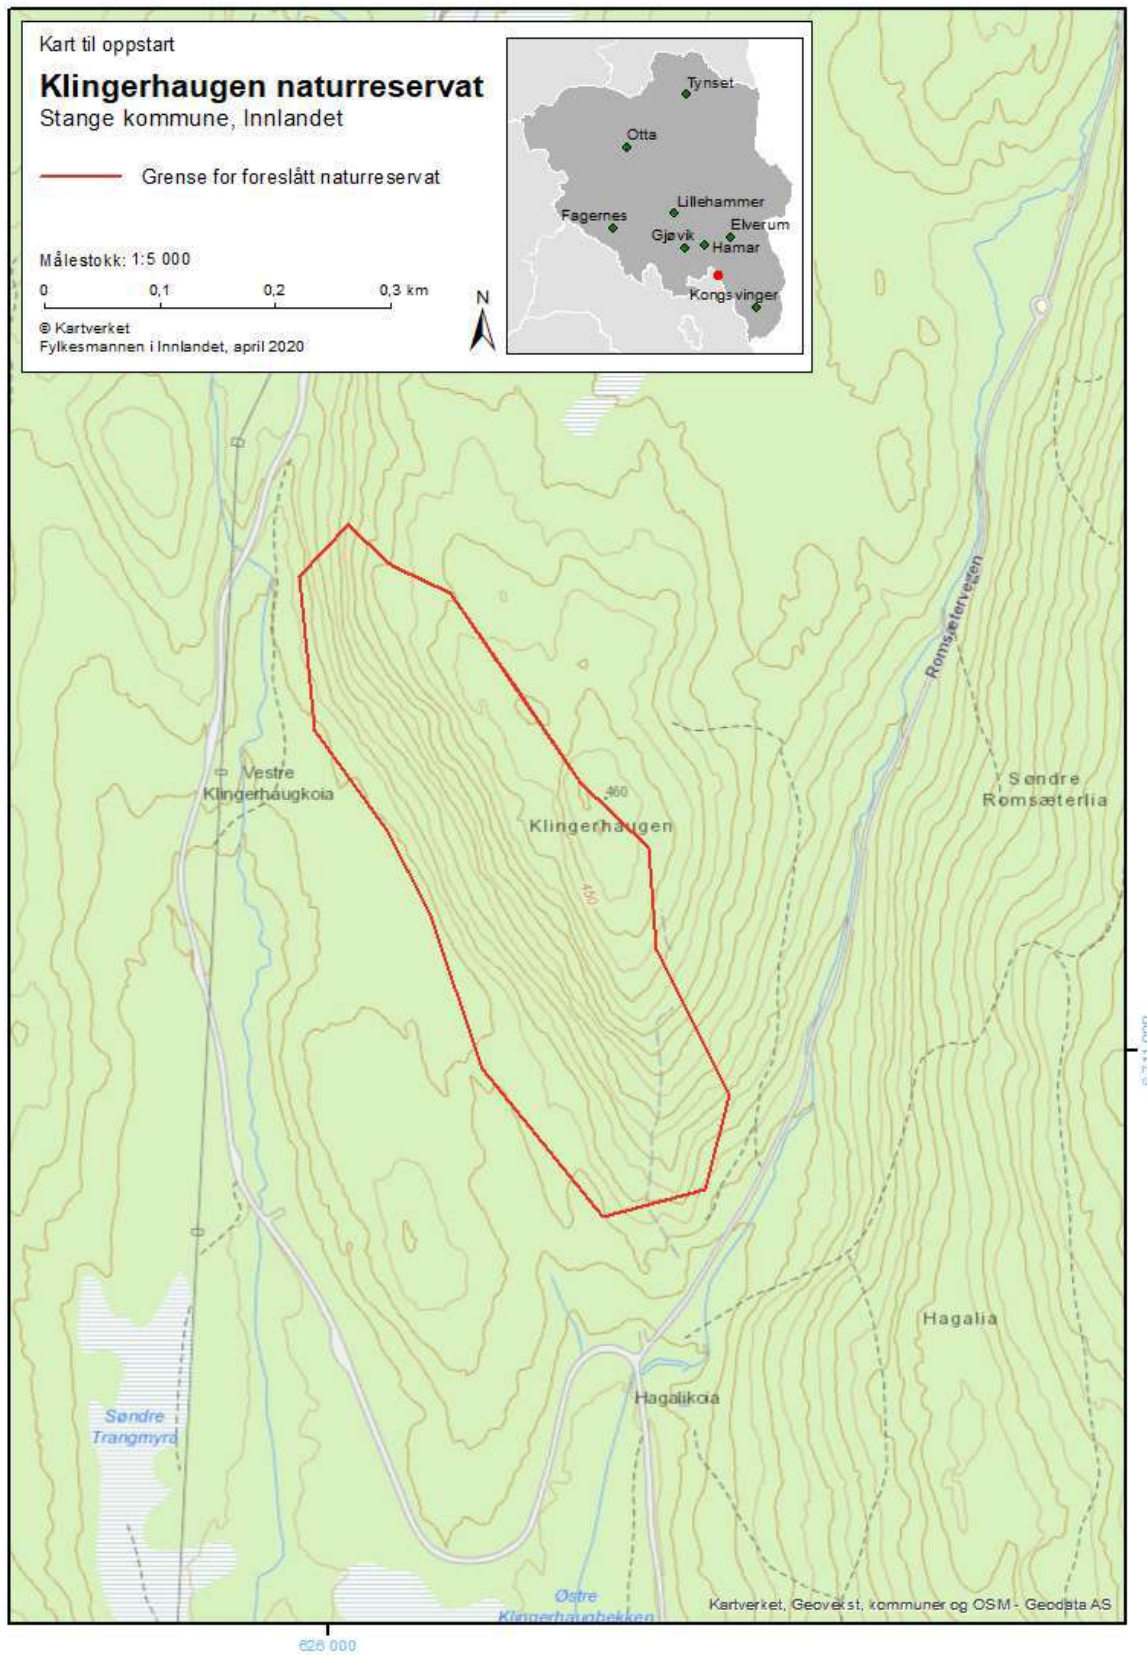 Kart til oppstart
Klingerhaugen naturreservat
Stange kommune, Innlandet
Grense for foreslått naturreservat
Målestokk: 1:5 000
0 0,1 0,2 0,3 km
© Kartverket
Fylkesmannen i Innlandet, april 2020
N
Tynset
Otta
Lillehammer
Fagernes
Elverum
Gjøvik
Hamar
Kongsvinger
Romsætervegen
Vestre
Klingerhaugkoia
Søndre
Romsæterlia
460
Klingerhaugen
450
Hagalia
Hagalikoia
Søndre
Trangmyra
Østre
Klingerhaugbekken
Kartverket, Geovekst, kommuner og OSM - Geodata AS
626 000